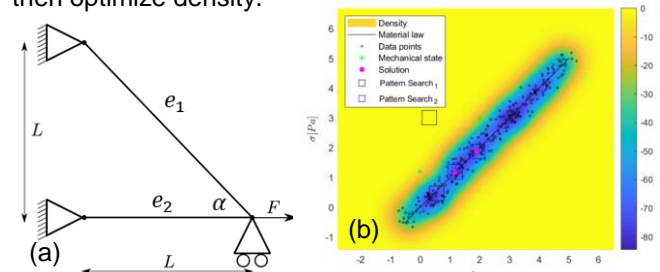 then optimize density.
L
e₁
e₂
α
F
L
(a)
Density
Material law
Data points
Mechanical state
Solution
Pattern Search₁
Pattern Search₂
σ[Pa]
6
5
4
3
2
1
0
-1
-2 -1 0 1 2 3 4 5 6
(b)
0
-10
-20
-30
-40
-50
-60
-70
-80